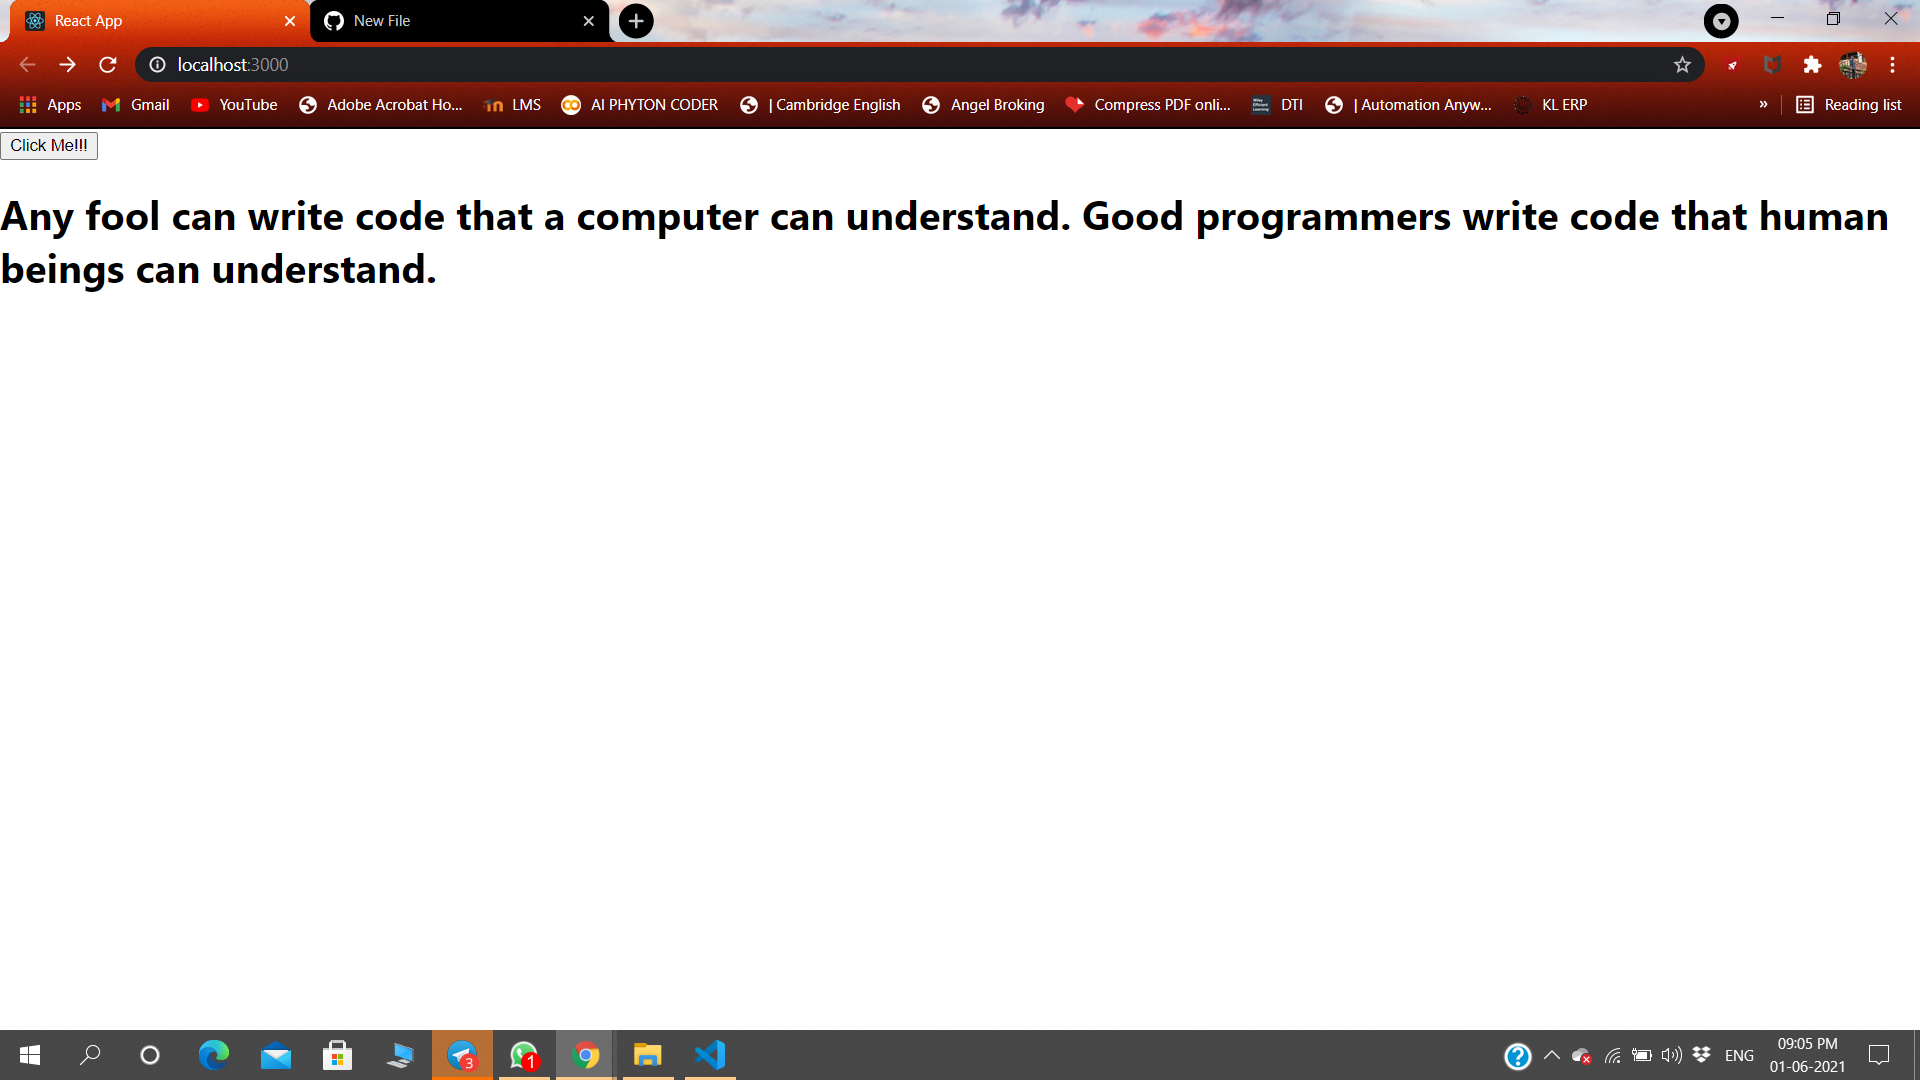 React App
New File
localhost:3000
Apps
Gmail
YouTube
Adobe Acrobat Ho...
LMS
AI PHYTON CODER
| Cambridge English
Angel Broking
Compress PDF onli...
DTI
| Automation Anyw...
KL ERP
»
Reading list
Click Me!!!
Any fool can write code that a computer can understand. Good programmers write code that human
beings can understand.
3
1
ENG
09:05 PM
01-06-2021